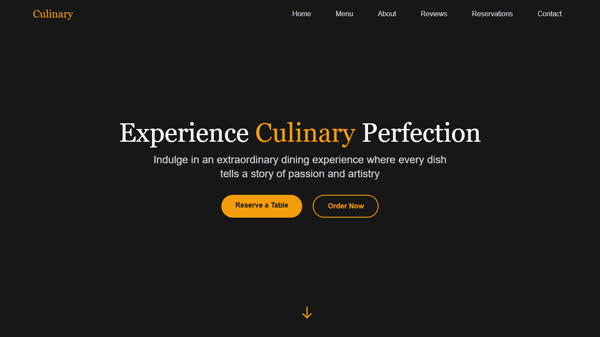 Culinary
Home Menu About Reviews Reservations Contact
Experience Culinary Perfection
Indulge in an extraordinary dining experience where every dish
tells a story of passion and artistry
Reserve a Table
Order Now